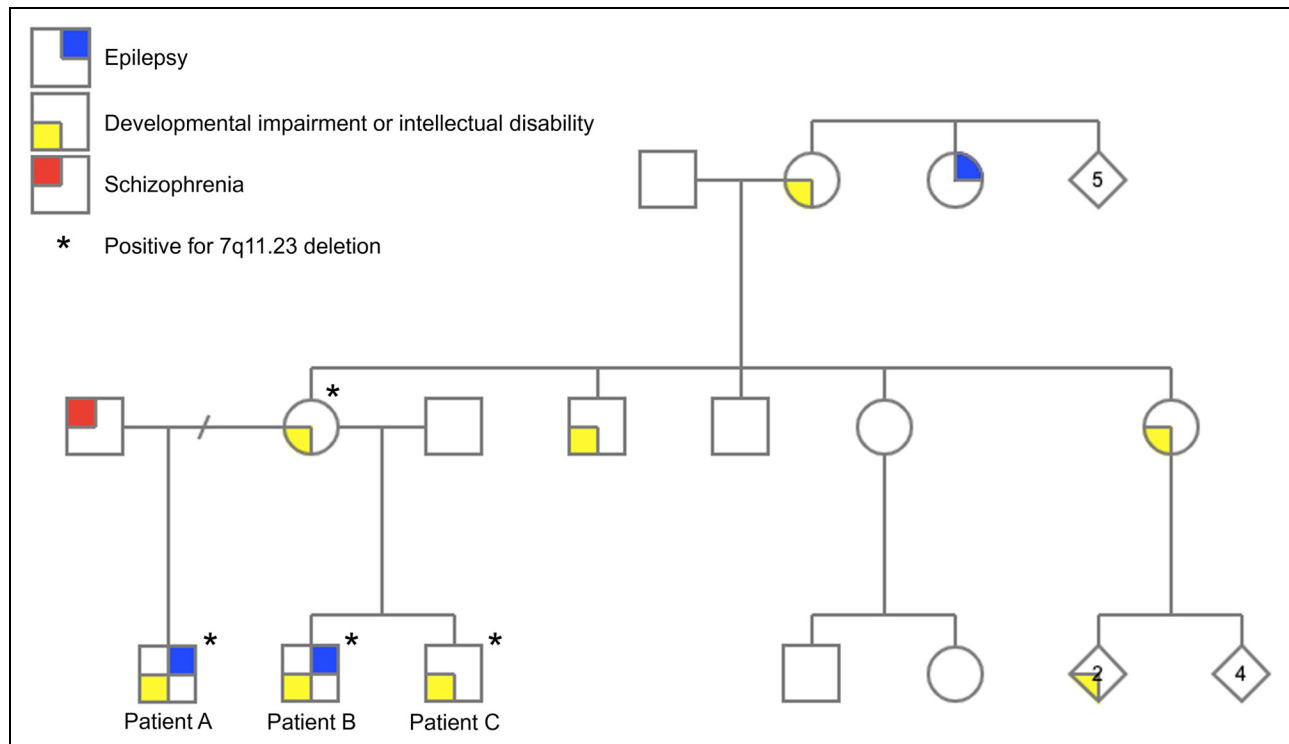 Epilepsy
Developmental impairment or intellectual disability
Schizophrenia
* Positive for 7q11.23 deletion
5
*
* * *
2 4
Patient A Patient B Patient C